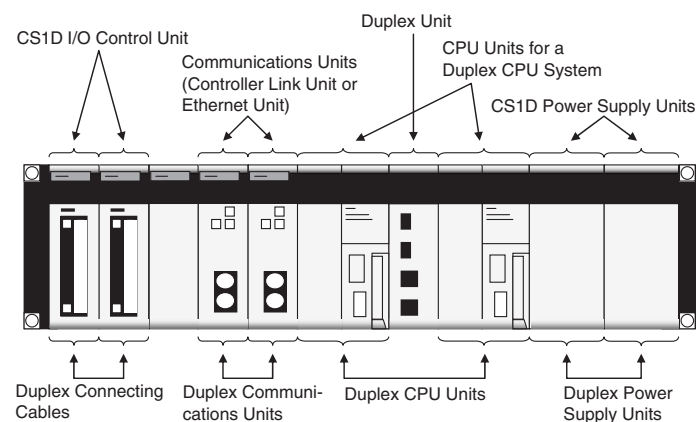 Duplex Unit
CS1D I/O Control Unit
Communications Units
(Controller Link Unit or
Ethernet Unit)
CPU Units for a
Duplex CPU System
CS1D Power Supply Units
Duplex Connecting
Cables
Duplex Communi-
cations Units
Duplex CPU Units
Duplex Power
Supply Units